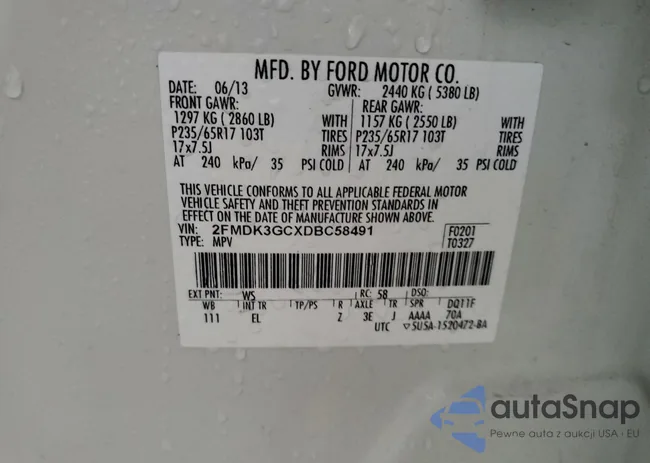 MFD. BY FORD MOTOR CO.
DATE: 06/13 GVWR: 2440 KG ( 5380 LB)
FRONT GAWR: REAR GAWR:
1297 KG ( 2860 LB) WITH 1157 KG ( 2550 LB) WITH
P235/65R17 103T TIRES P235/65R17 103T TIRES
17x7.5J RIMS 17x7.5J RIMS
AT 240 kPa/ 35 PSI COLD AT 240 kPa/ 35 PSI COLD
THIS VEHICLE CONFORMS TO ALL APPLICABLE FEDERAL MOTOR
VEHICLE SAFETY AND THEFT PREVENTION STANDARDS IN
EFFECT ON THE DATE OF MANUFACTURE SHOWN ABOVE.
VIN: 2FMDK3GCXDBC58491 F0201
TYPE: MPV T0327
EXT PNT: WS RC: 58 DSO:
WB INT TR TP/PS R AXLE TR SPR DQ11F
111 EL Z 3E J AAAA 70A
UTC ▽5U5A-1520472-BA
autaSnap
Pewne auta z aukcji USA i EU